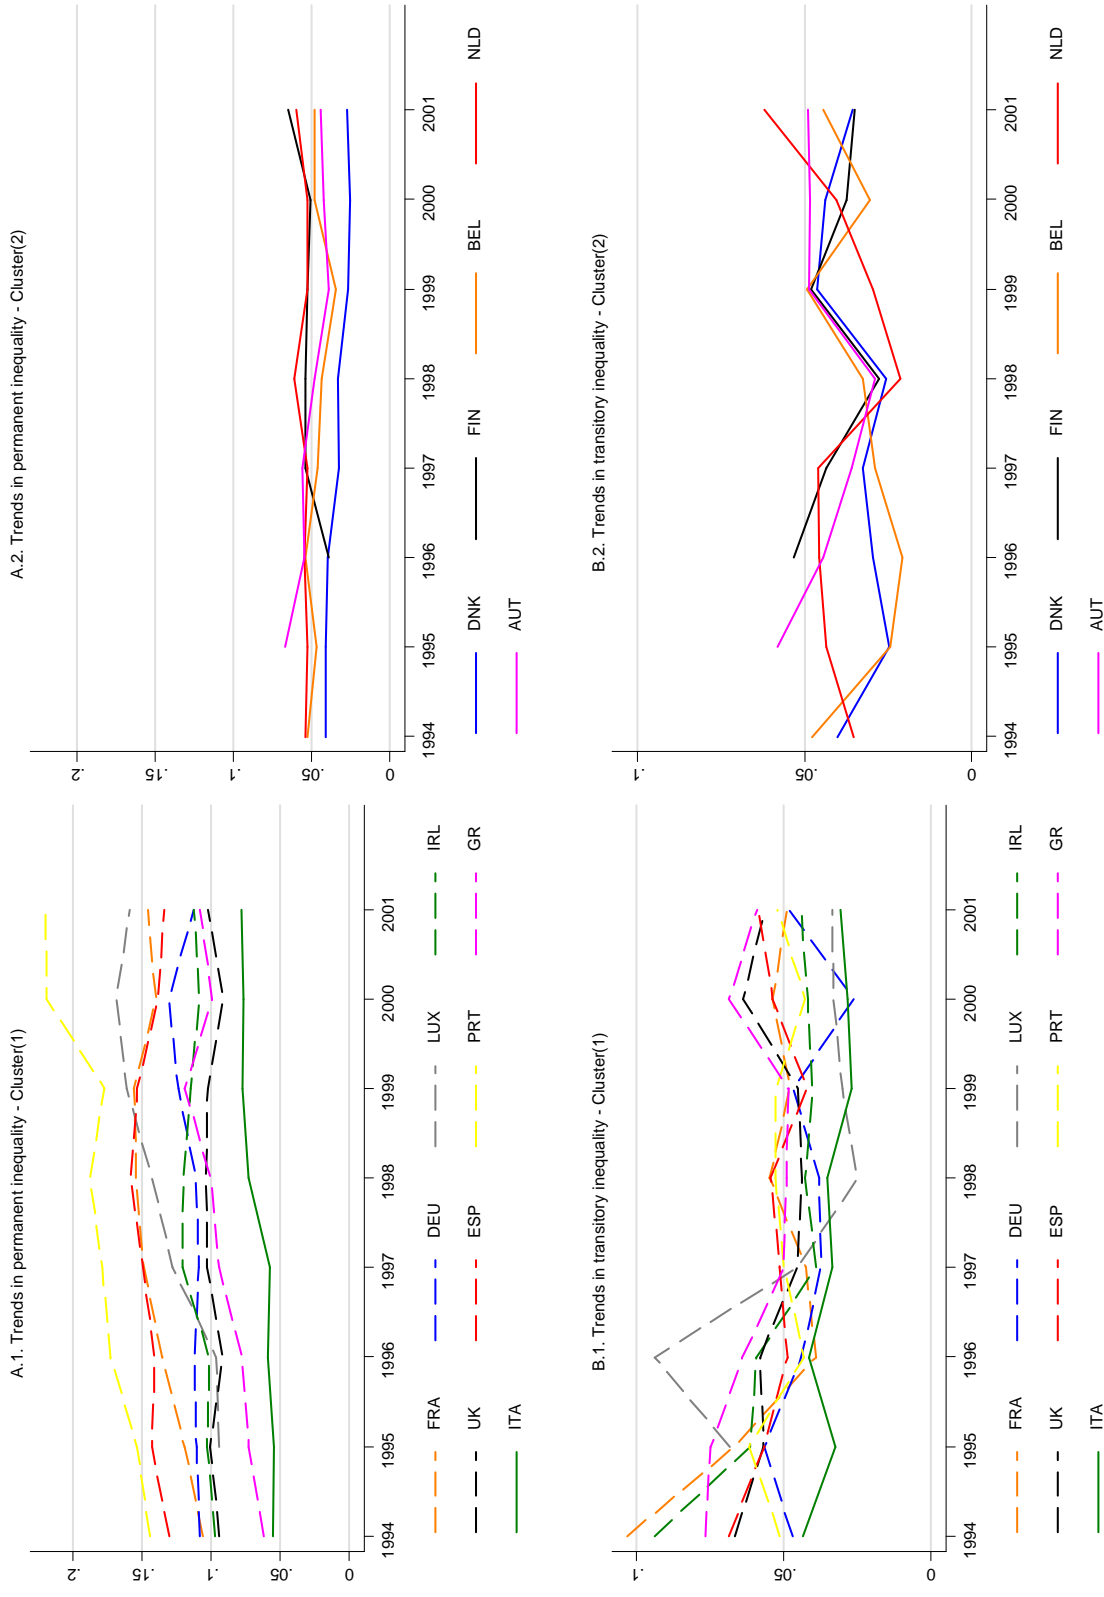 A.1. Trends in permanent inequality - Cluster(1)
.2
.15
.1
.05
0
1994 1995 1996 1997 1998 1999 2000 2001
FRA DEU LUX IRL
UK ESP PRT GR
ITA
A.2. Trends in permanent inequality - Cluster(2)
.2
.15
.1
.05
0
1994 1995 1996 1997 1998 1999 2000 2001
DNK FIN BEL NLD
AUT
B.1. Trends in transitory inequality - Cluster(1)
.1
.05
0
1994 1995 1996 1997 1998 1999 2000 2001
FRA DEU LUX IRL
UK ESP PRT GR
ITA
B.2. Trends in transitory inequality - Cluster(2)
.1
.05
0
1994 1995 1996 1997 1998 1999 2000 2001
DNK FIN BEL NLD
AUT